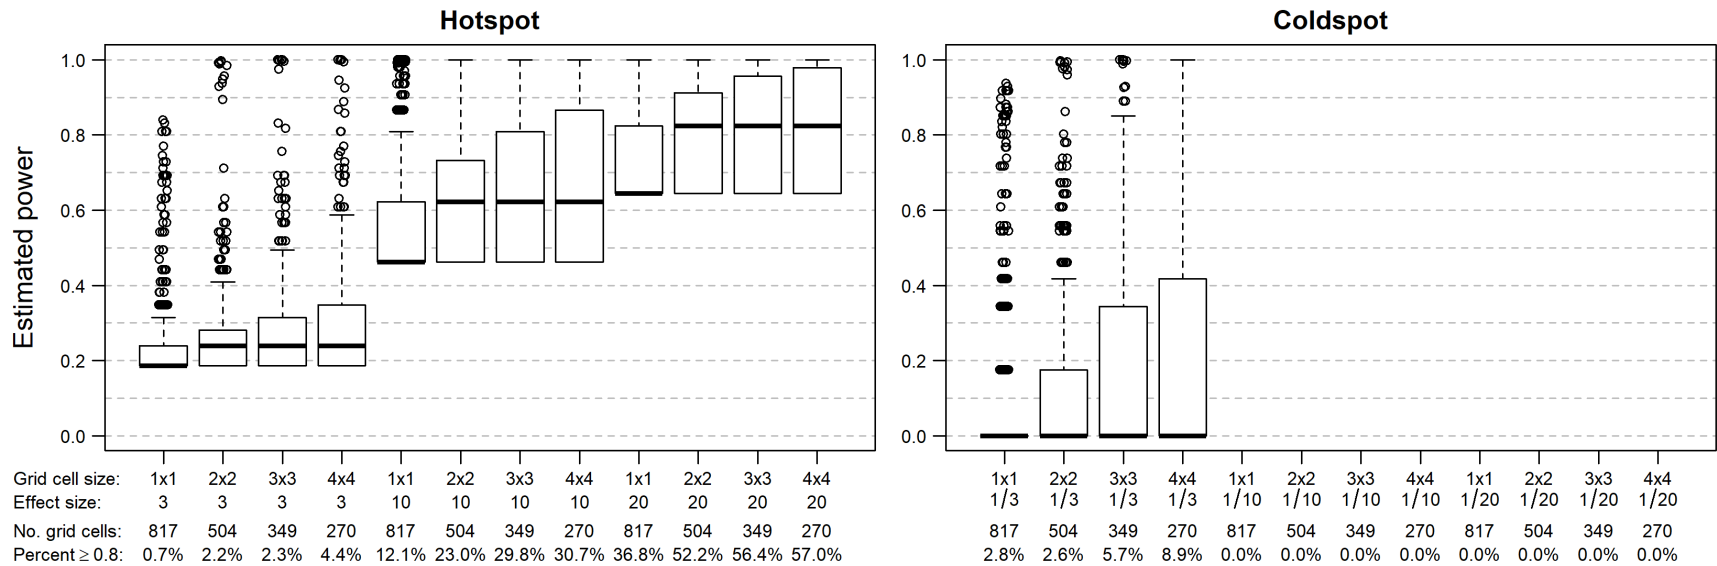 Hotspot
Coldspot
Estimated power
1.0
0.8
0.6
0.4
0.2
0.0
1.0
0.8
0.6
0.4
0.2
0.0
Grid cell size: 1x1 2x2 3x3 4x4 1x1 2x2 3x3 4x4 1x1 2x2 3x3 4x4 1x1 2x2 3x3 4x4 1x1 2x2 3x3 4x4 1x1 2x2 3x3 4x4
Effect size: 3 3 3 3 10 10 10 10 20 20 20 20 1/3 1/3 1/3 1/3 1/10 1/10 1/10 1/10 1/20 1/20 1/20 1/20
No. grid cells: 817 504 349 270 817 504 349 270 817 504 349 270 817 504 349 270 817 504 349 270 817 504 349 270
Percent ≥ 0.8: 0.7% 2.2% 2.3% 4.4% 12.1% 23.0% 29.8% 30.7% 36.8% 52.2% 56.4% 57.0% 2.8% 2.6% 5.7% 8.9% 0.0% 0.0% 0.0% 0.0% 0.0% 0.0% 0.0% 0.0%